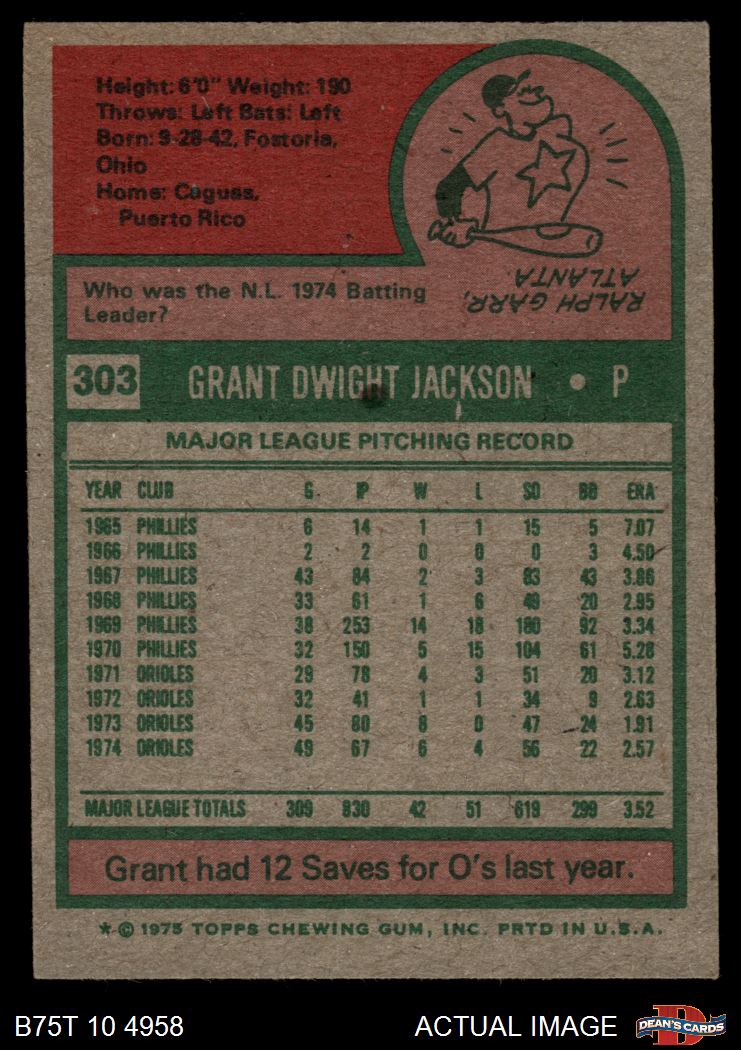 Height: 6'0" Weight: 190
Throws: Left Bats: Left
Born: 9-28-42, Fostoria,
Ohio
Home: Caguas,
Puerto Rico
Who was the N.L. 1974 Batting
Leader?
RALPH GARR,
ATLANTA.
303 GRANT DWIGHT JACKSON • P
MAJOR LEAGUE PITCHING RECORD
YEAR CLUB G IP W L SO BB ERA
1965 PHILLIES 6 14 1 1 15 5 7.07
1966 PHILLIES 2 2 0 0 0 3 4.50
1967 PHILLIES 43 84 2 3 83 43 3.86
1968 PHILLIES 33 61 1 6 49 20 2.95
1969 PHILLIES 38 253 14 18 180 92 3.34
1970 PHILLIES 32 150 5 15 104 61 5.28
1971 ORIOLES 29 78 4 3 51 20 3.12
1972 ORIOLES 32 41 1 1 34 9 2.63
1973 ORIOLES 45 80 8 0 47 24 1.91
1974 ORIOLES 49 67 6 4 56 22 2.57
MAJOR LEAGUE TOTALS 309 830 42 51 619 299 3.52
Grant had 12 Saves for O's last year.
* © 1975 TOPPS CHEWING GUM, INC. PRTD IN U.S.A.
B75T 10 4958 ACTUAL IMAGE B DEAN'S CARDS